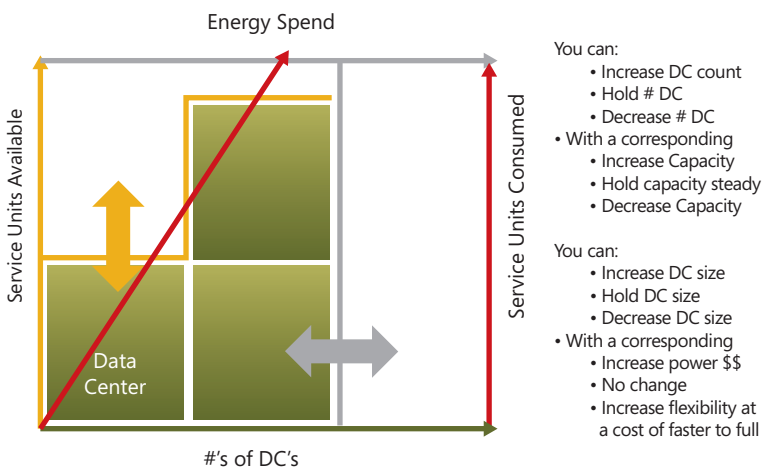 Energy Spend
Service Units Available
Data
Center
#'s of DC's
Service Units Consumed
You can:
• Increase DC count
• Hold # DC
• Decrease # DC
• With a corresponding
• Increase Capacity
• Hold capacity steady
• Decrease Capacity
You can:
• Increase DC size
• Hold DC size
• Decrease DC size
• With a corresponding
• Increase power $$
• No change
• Increase flexibility at
a cost of faster to full